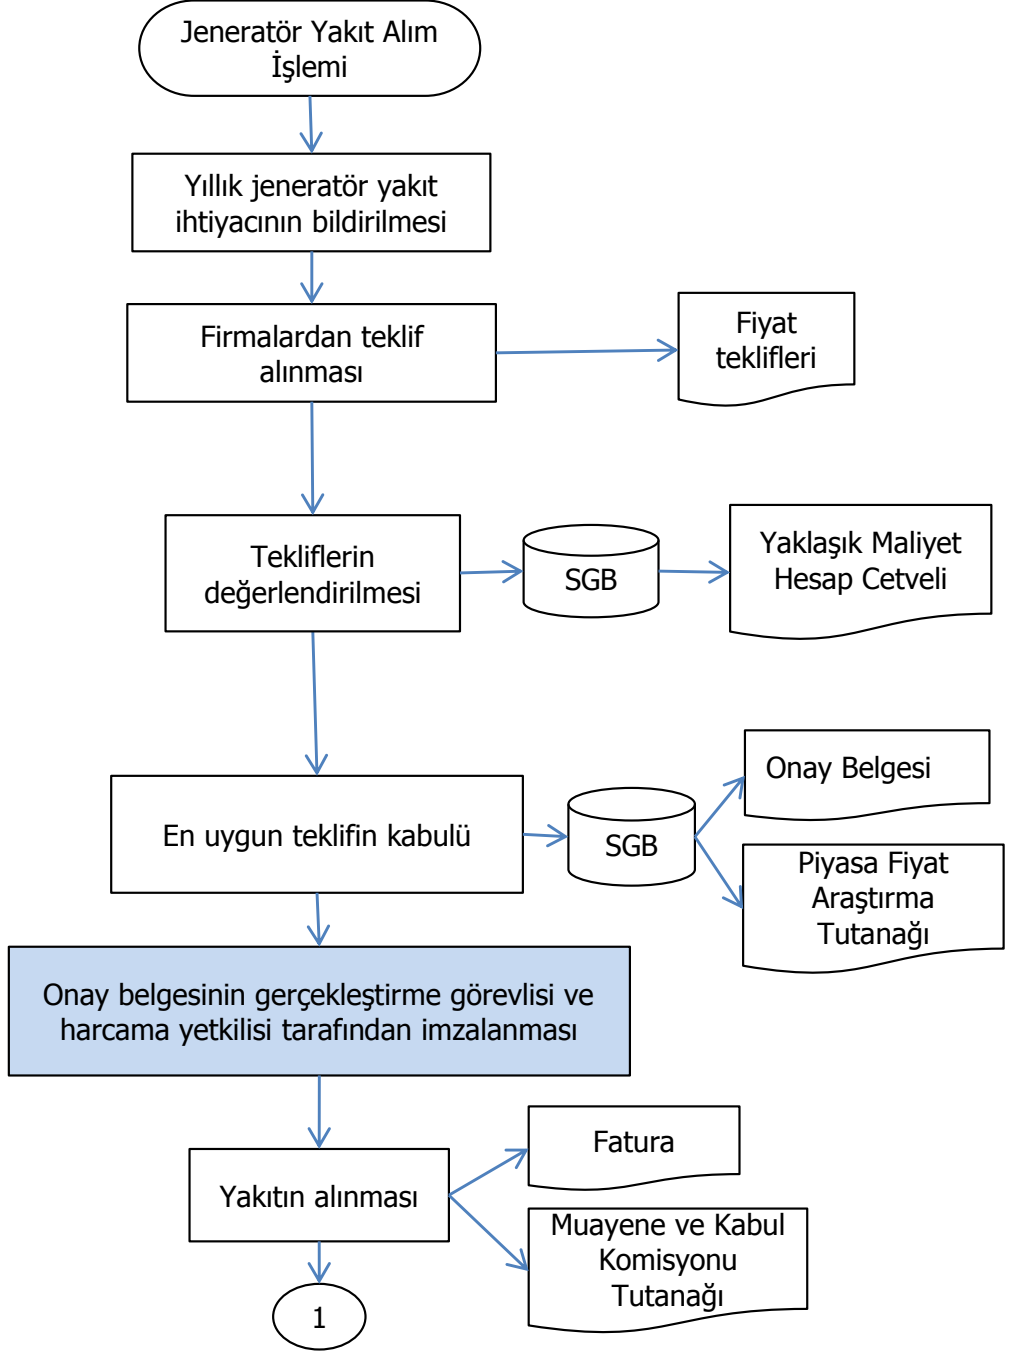 Jeneratör Yakıt Alım
İşlemi
Yıllık jeneratör yakıt
ihtiyacının bildirilmesi
Firmalardan teklif
alınması
Fiyat
teklifleri
Tekliflerin
değerlendirilmesi
SGB
Yaklaşık Maliyet
Hesap Cetveli
En uygun teklifin kabulü
SGB
Onay Belgesi
Piyasa Fiyat
Araştırma
Tutanağı
Onay belgesinin gerçekleştirme görevlisi ve
harcama yetkilisi tarafından imzalanması
Yakıtın alınması
Fatura
Muayene ve Kabul
Komisyonu
Tutanağı
1